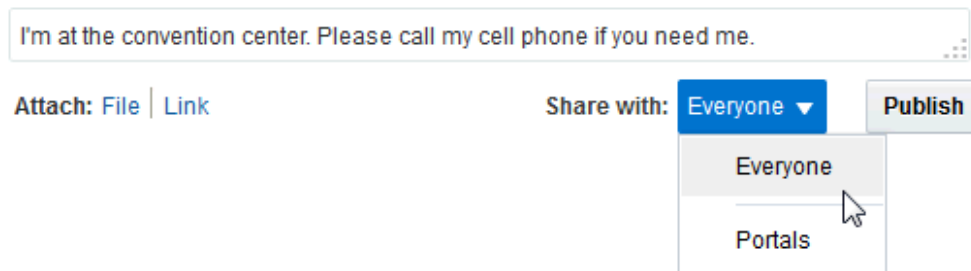 I'm at the convention center. Please call my cell phone if you need me.
Attach: File | Link Share with: Everyone Publish
Everyone
Portals